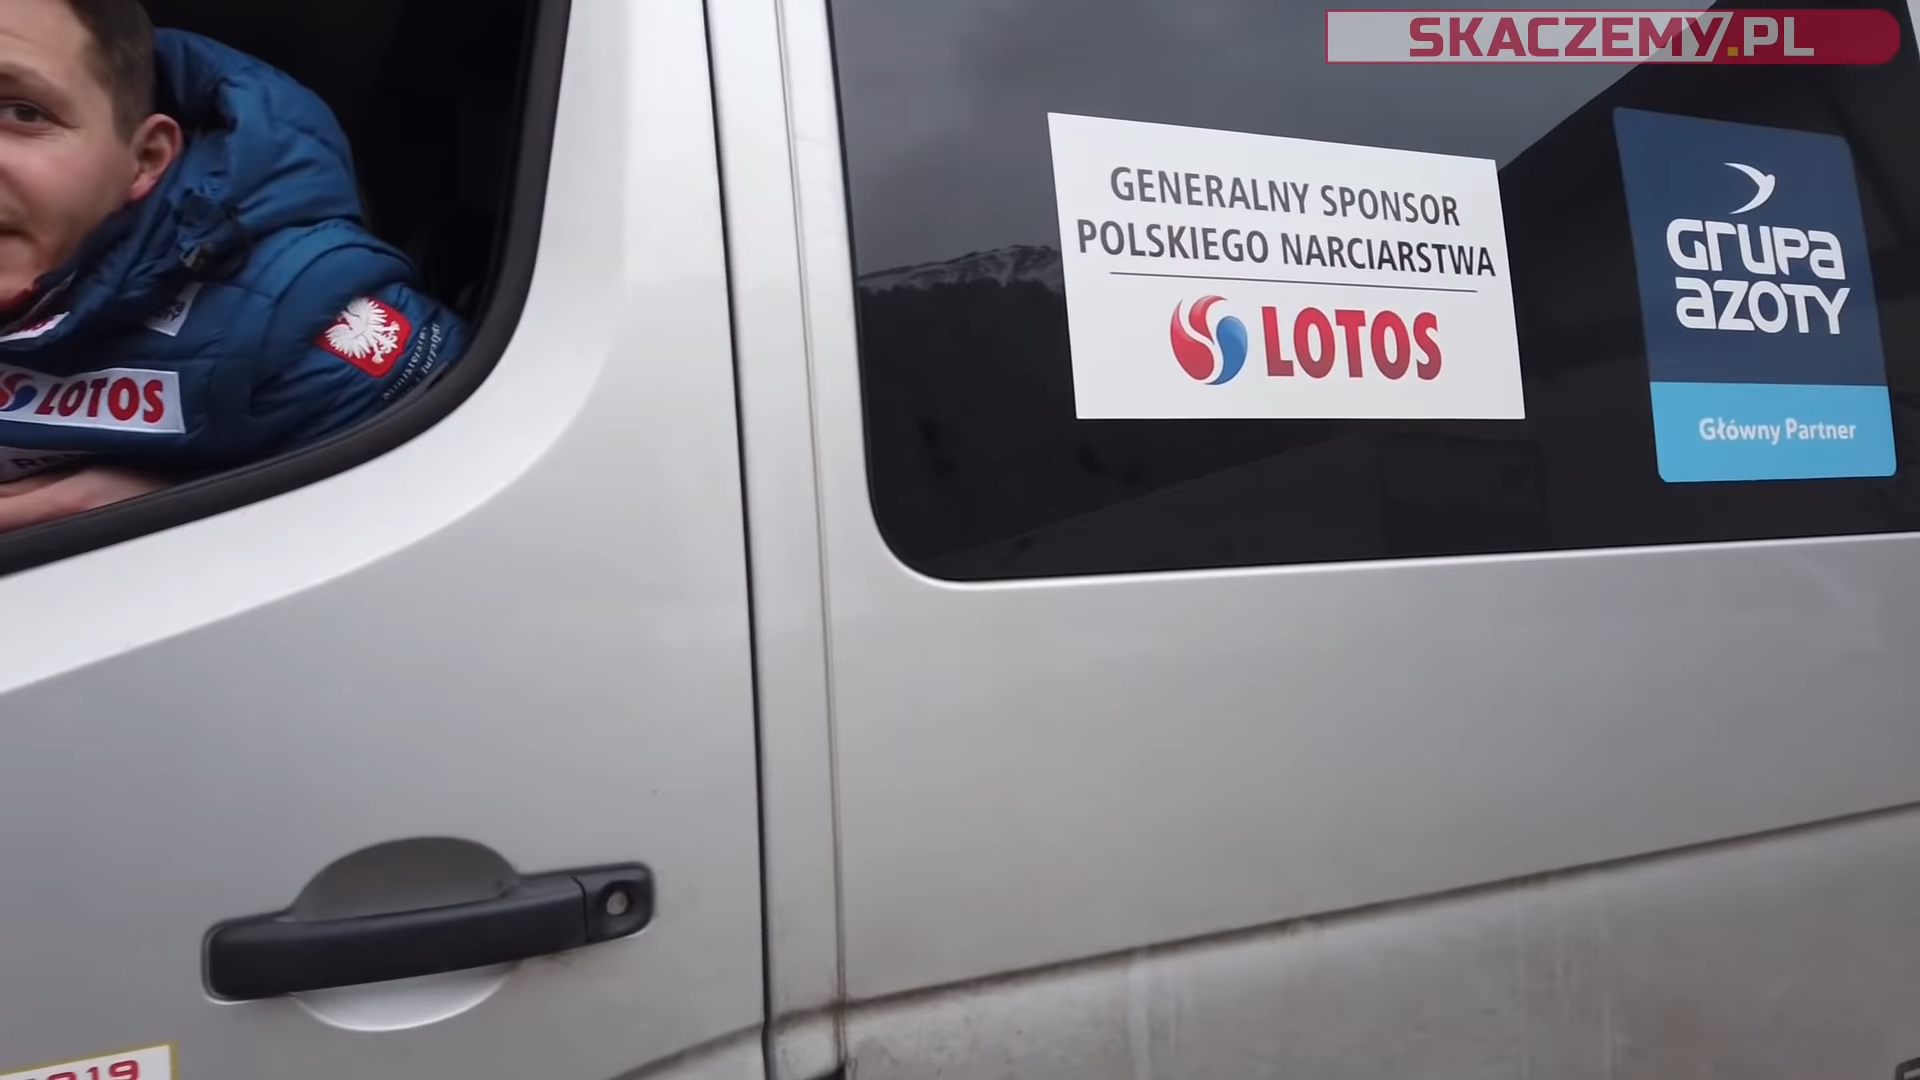 SKACZEMY.PL
GENERALNY SPONSOR
POLSKIEGO NARCIARSTWA
LOTOS
GRUPA
AZOTY
Główny Partner
LOTOS